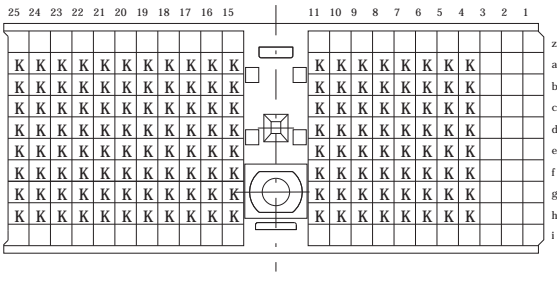 25 24 23 22 21 20 19 18 17 16 15 11 10 9 8 7 6 5 4 3 2 1
z
K K K K K K K K K K K K K K K K K K K a
K K K K K K K K K K K K K K K K K K K b
K K K K K K K K K K K K K K K K K K K c
K K K K K K K K K K K K K K K K K K K d
K K K K K K K K K K K K K K K K K K K e
K K K K K K K K K K K K K K K K K K K f
K K K K K K K K K K K K K K K K K K K g
K K K K K K K K K K K K K K K K K K K h
i